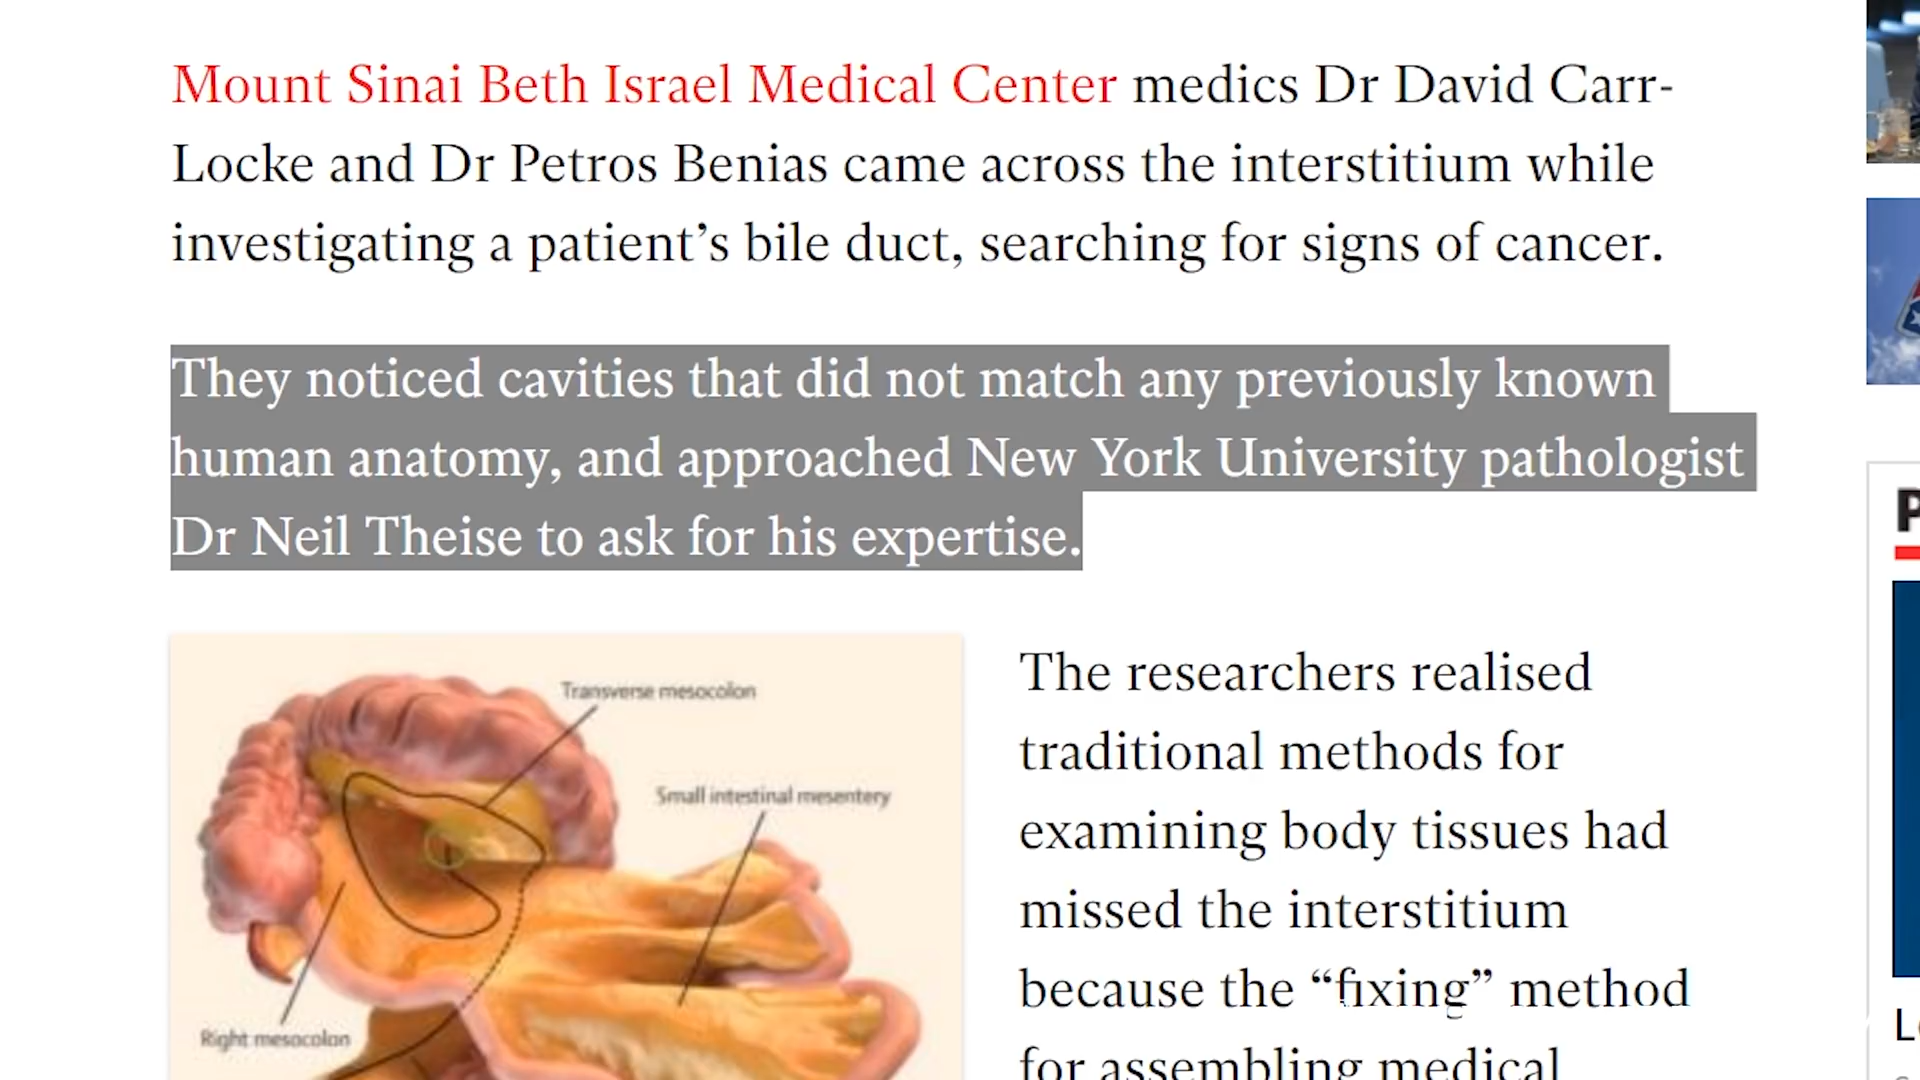 Mount Sinai Beth Israel Medical Center medics Dr David Carr-
Locke and Dr Petros Benias came across the interstitium while
investigating a patient’s bile duct, searching for signs of cancer.
They noticed cavities that did not match any previously known
human anatomy, and approached New York University pathologist
Dr Neil Theise to ask for his expertise.
Transverse mesocolon
Small intestinal mesentery
Right mesocolon
The researchers realised
traditional methods for
examining body tissues had
missed the interstitium
because the “fixing” method
for assembling medical